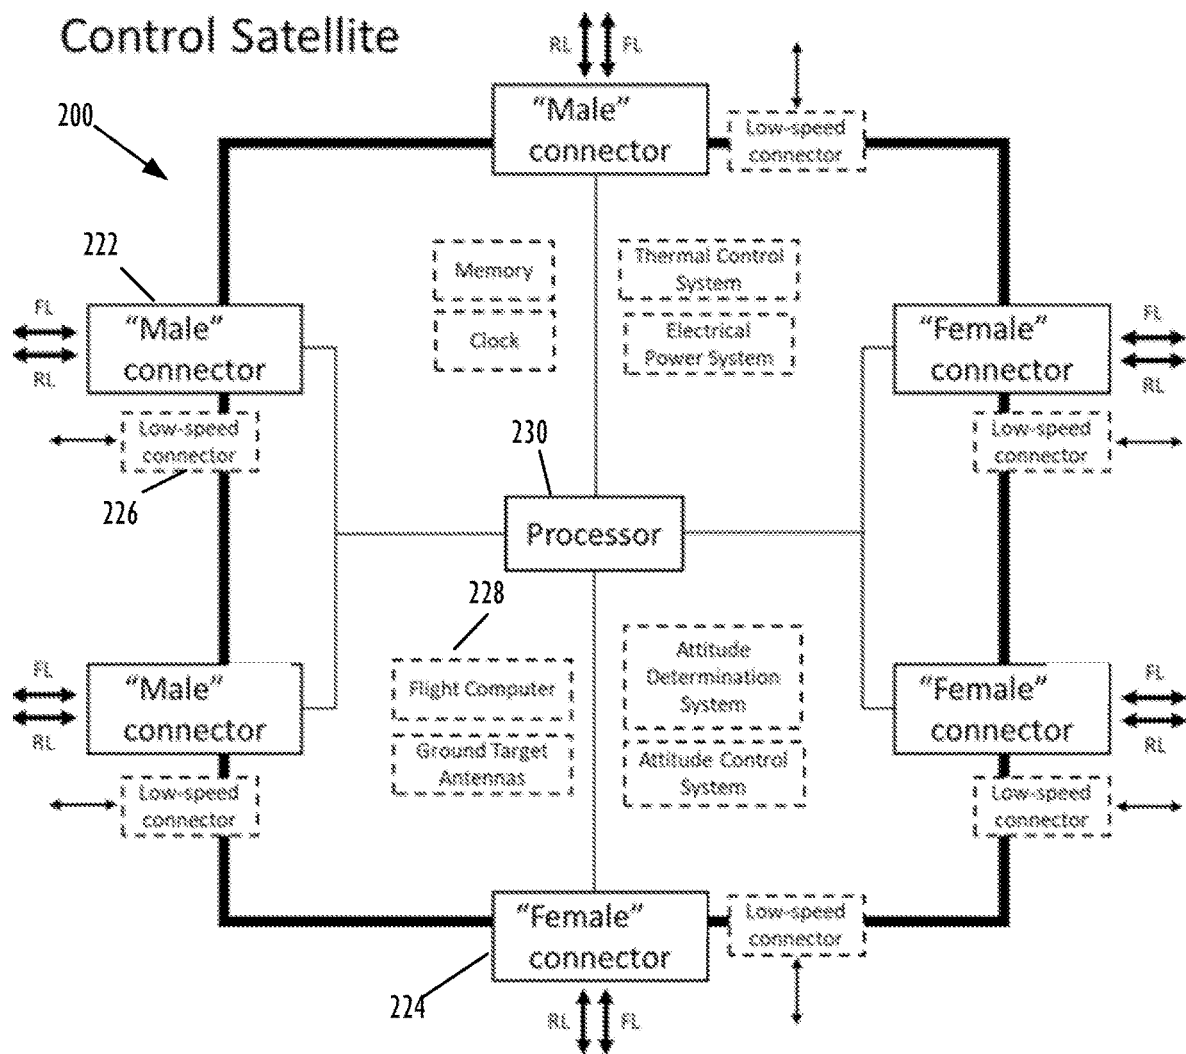 Control Satellite
RL
FL
200
"Male"
connector
Low-speed
connector
222
Memory
Thermal Control
System
FL
"Male"
connector
RL
Clock
Electrical
Power System
"Female"
connector
FL
RL
Low-speed
connector
226
230
Low-speed
connector
Processor
228
FL
"Male"
connector
RL
Flight Computer
Attitude
Determination
System
"Female"
connector
FL
RL
Ground Target
Antennas
Attitude Control
System
Low-speed
connector
Low-speed
connector
"Female"
connector
Low-speed
connector
224
RL
FL